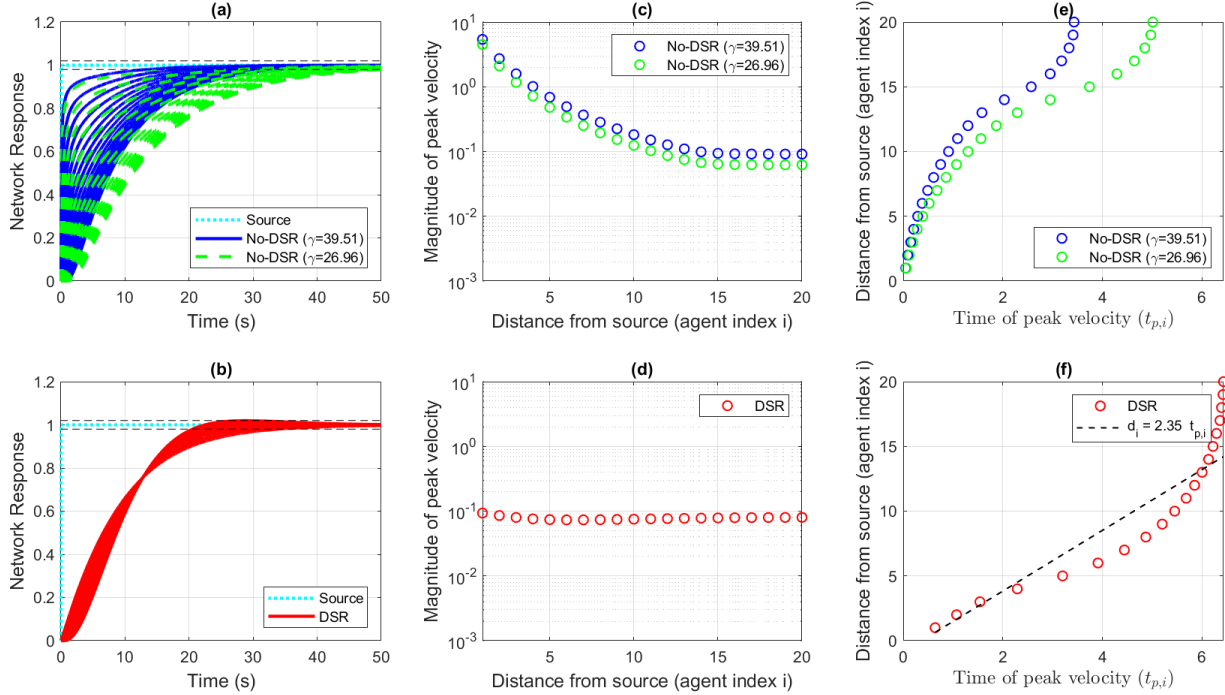 (a)
1.2
1
0.8
0.6
0.4
0.2
0
0 10 20 30 40 50
Network Response
Time (s)
Source
No-DSR (γ=39.51)
No-DSR (γ=26.96)
(c)
10^1
10^0
10^-1
10^-2
10^-3
5 10 15 20
Magnitude of peak velocity
Distance from source (agent index i)
No-DSR (γ=39.51)
No-DSR (γ=26.96)
(e)
20
15
10
5
0
0 2 4 6
Distance from source (agent index i)
Time of peak velocity (t_{p,i})
No-DSR (γ=39.51)
No-DSR (γ=26.96)
(b)
1.2
1
0.8
0.6
0.4
0.2
0
0 10 20 30 40 50
Network Response
Time (s)
Source
DSR
(d)
10^1
10^0
10^-1
10^-2
10^-3
5 10 15 20
Magnitude of peak velocity
Distance from source (agent index i)
DSR
(f)
20
15
10
5
0
0 2 4 6
Distance from source (agent index i)
Time of peak velocity (t_{p,i})
DSR
d_i = 2.35 t_{p,i}